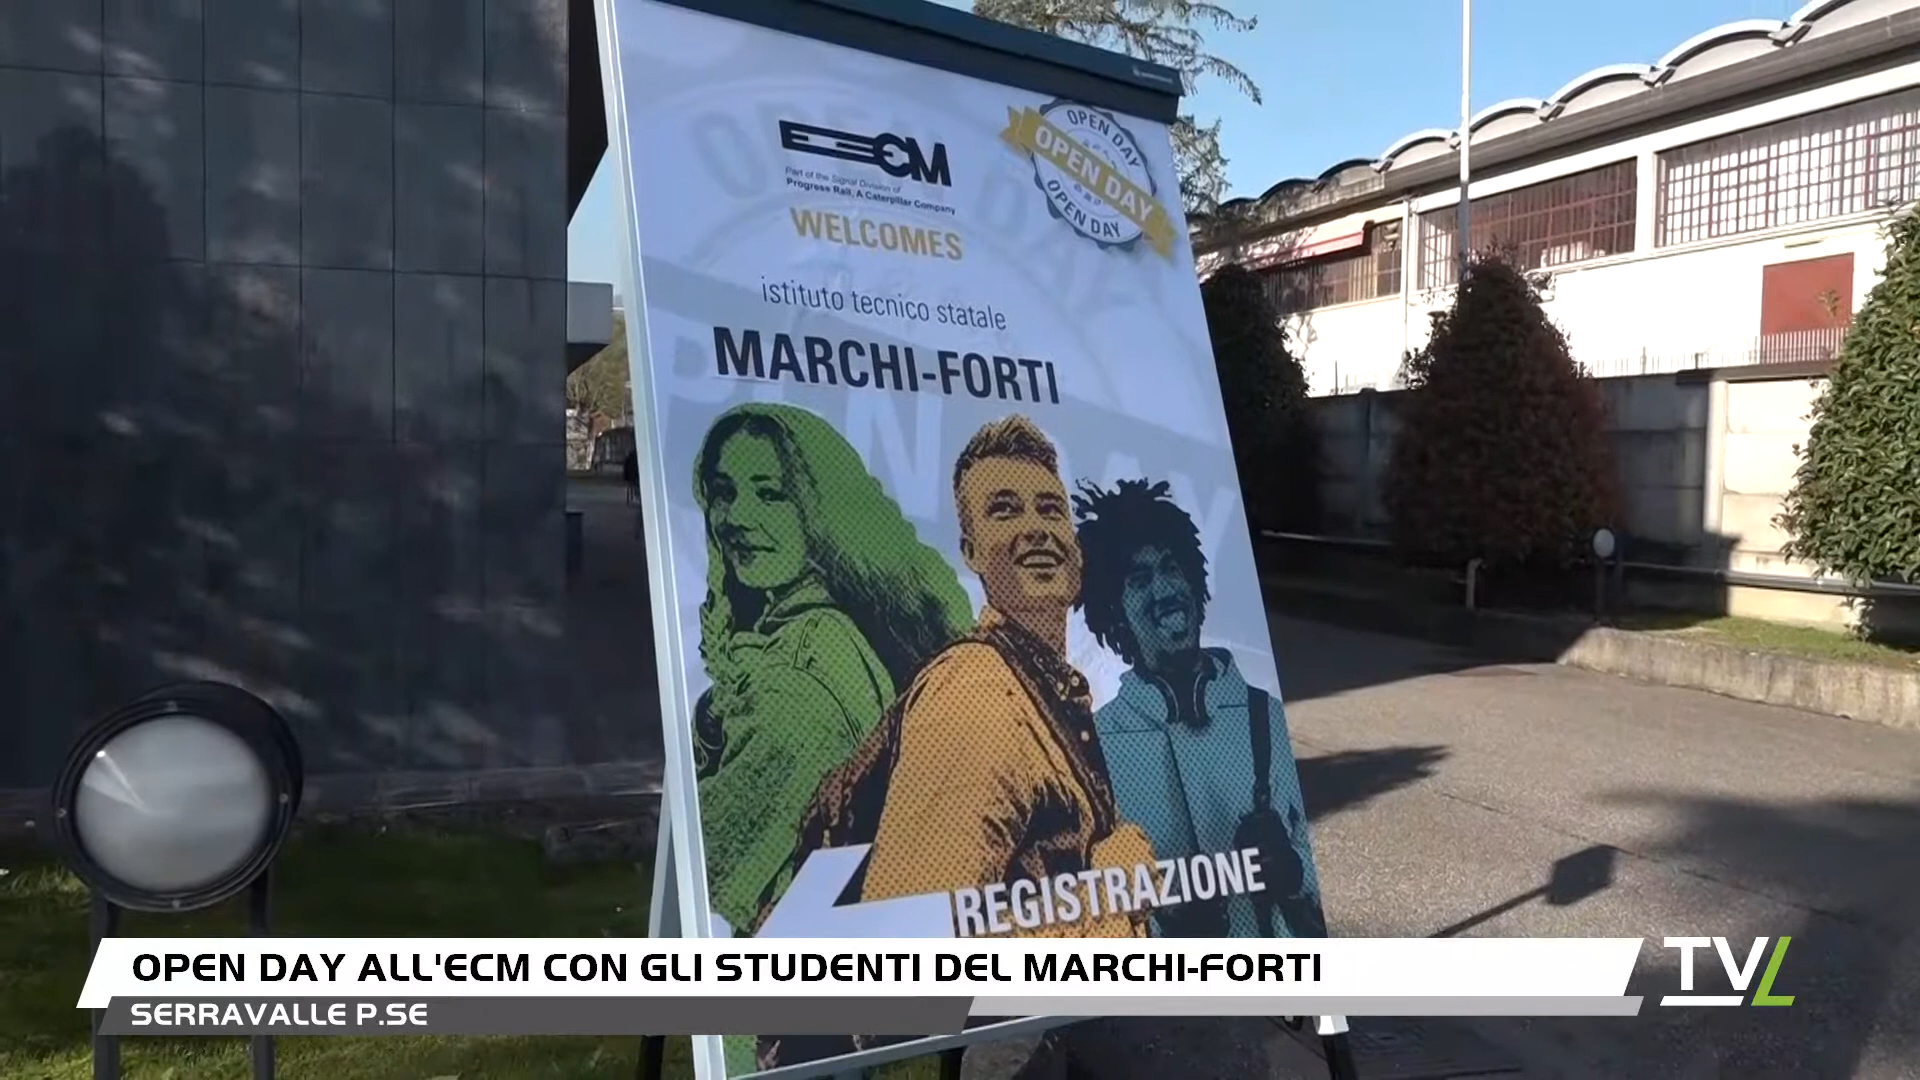 ECM
Part of the Signal Division of
Progress Rail, A Caterpillar Company
WELCOMES
OPEN DAY
OPEN DAY
OPEN DAY
istituto tecnico statale
MARCHI-FORTI
REGISTRAZIONE
OPEN DAY ALL'ECM CON GLI STUDENTI DEL MARCHI-FORTI
SERRAVALLE P.SE
TVL